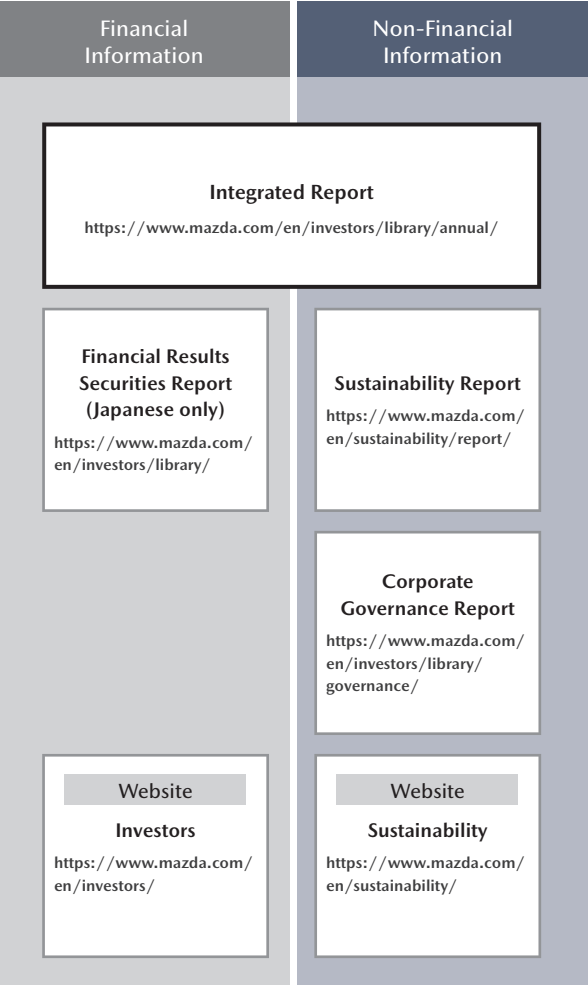 Financial
Information
Non-Financial
Information
Integrated Report
https://www.mazda.com/en/investors/library/annual/
Financial Results
Securities Report
(Japanese only)
https://www.mazda.com/
en/investors/library/
Sustainability Report
https://www.mazda.com/
en/sustainability/report/
Corporate
Governance Report
https://www.mazda.com/
en/investors/library/
governance/
Website
Investors
https://www.mazda.com/
en/investors/
Website
Sustainability
https://www.mazda.com/
en/sustainability/